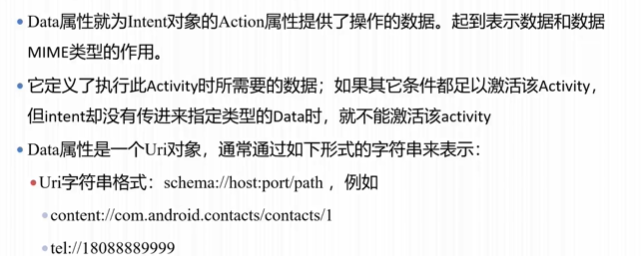 Data属性就为Intent对象的Action属性提供了操作的数据。起到表示数据和数据
MIME类型的作用。
它定义了执行此Activity时所需要的数据；如果其它条件都足以激活该Activity，
但intent却没有传进来指定类型的Data时，就不能激活该activity
Data属性是一个Uri对象，通常通过如下形式的字符串来表示：
Uri字符串格式：schema://host:port/path ，例如
content://com.android.contacts/contacts/1
tel://18088889999